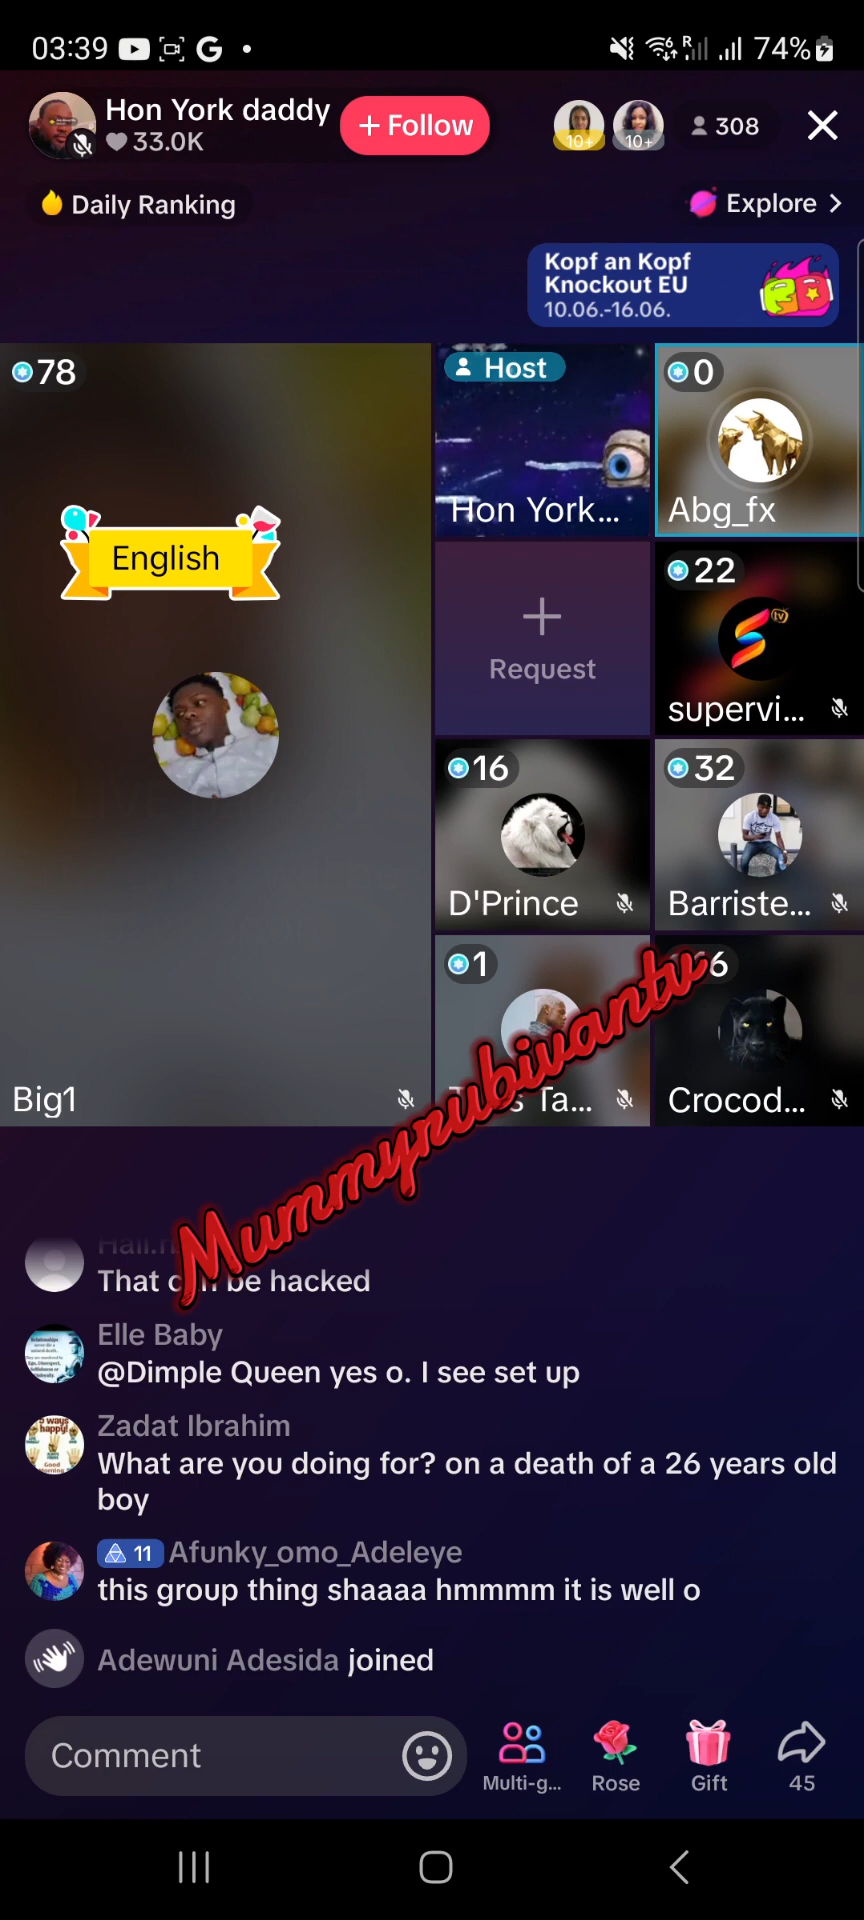 03:39
G
R
74%
Hon York daddy
33.0K
+ Follow
10+
10+
308
Daily Ranking
Explore
Kopf an Kopf
Knockout EU
10.06.-16.06.
78
Host
0
Hon York...
Abg_fx
English
22
Request
tv
supervi...
16
32
D'Prince
Barriste...
1
6
Ta...
Crocod...
Big1
Mummyrubivantv
That be hacked
Elle Baby
@Dimple Queen yes o. I see set up
Zadat Ibrahim
What are you doing for? on a death of a 26 years old
boy
11 Afunky_omo_Adeleye
this group thing shaaaa hmmmm it is well o
Adewuni Adesida joined
Comment
Multi-g...
Rose
Gift
45